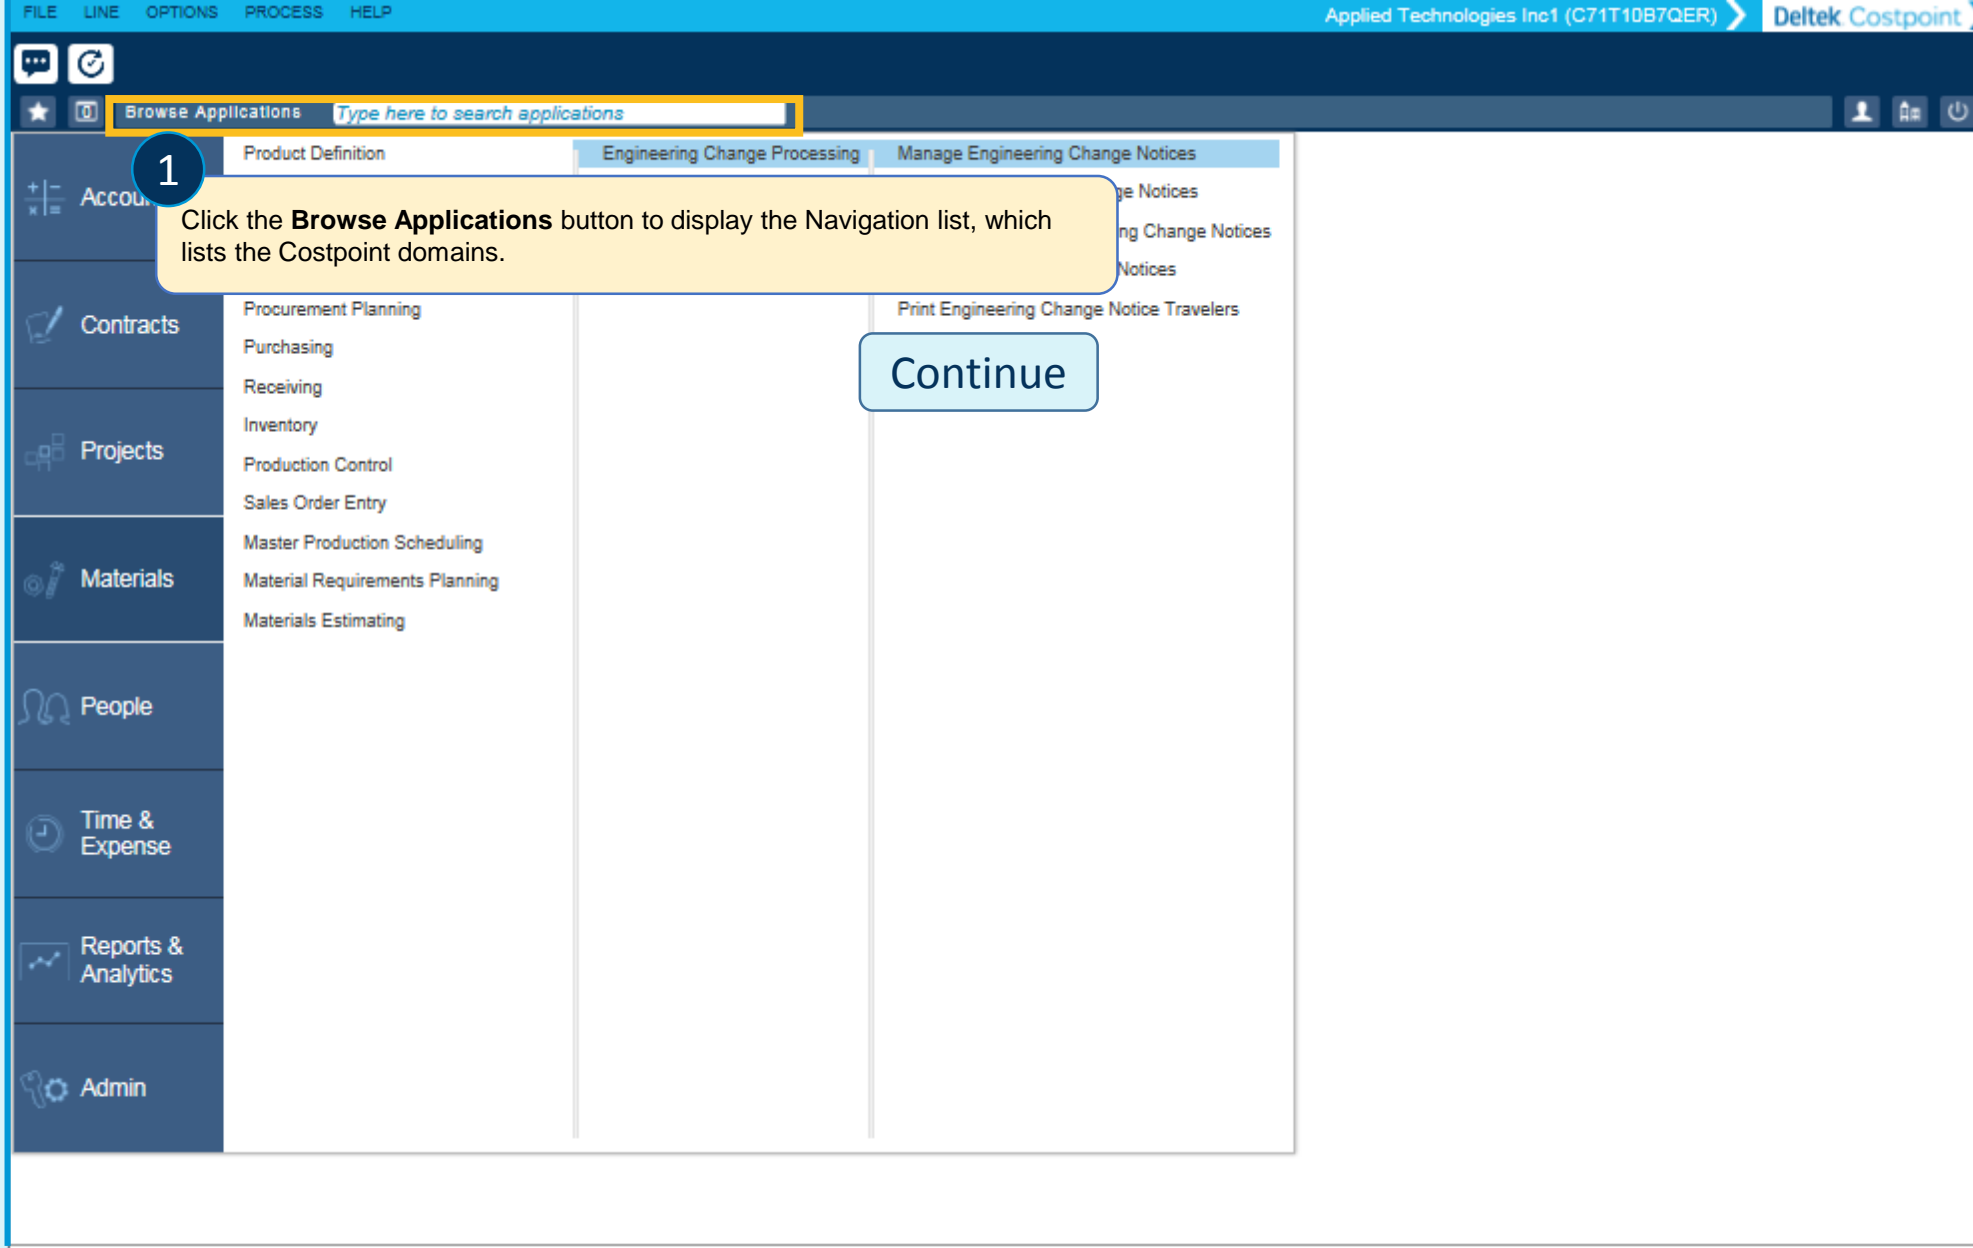 FILE LINE OPTIONS PROCESS HELP
Applied Technologies Inc1 (C71T10B7QER)
Deltek Costpoint
Browse Applications
Type here to search applications
1
Click the Browse Applications button to display the Navigation list, which
lists the Costpoint domains.
Continue
Contracts
Projects
Materials
People
Time &
Expense
Reports &
Analytics
Admin
Product Definition
Procurement Planning
Purchasing
Receiving
Inventory
Production Control
Sales Order Entry
Master Production Scheduling
Material Requirements Planning
Materials Estimating
Engineering Change Processing
Manage Engineering Change Notices
Notices
Change Notices
Notices
Print Engineering Change Notice Travelers